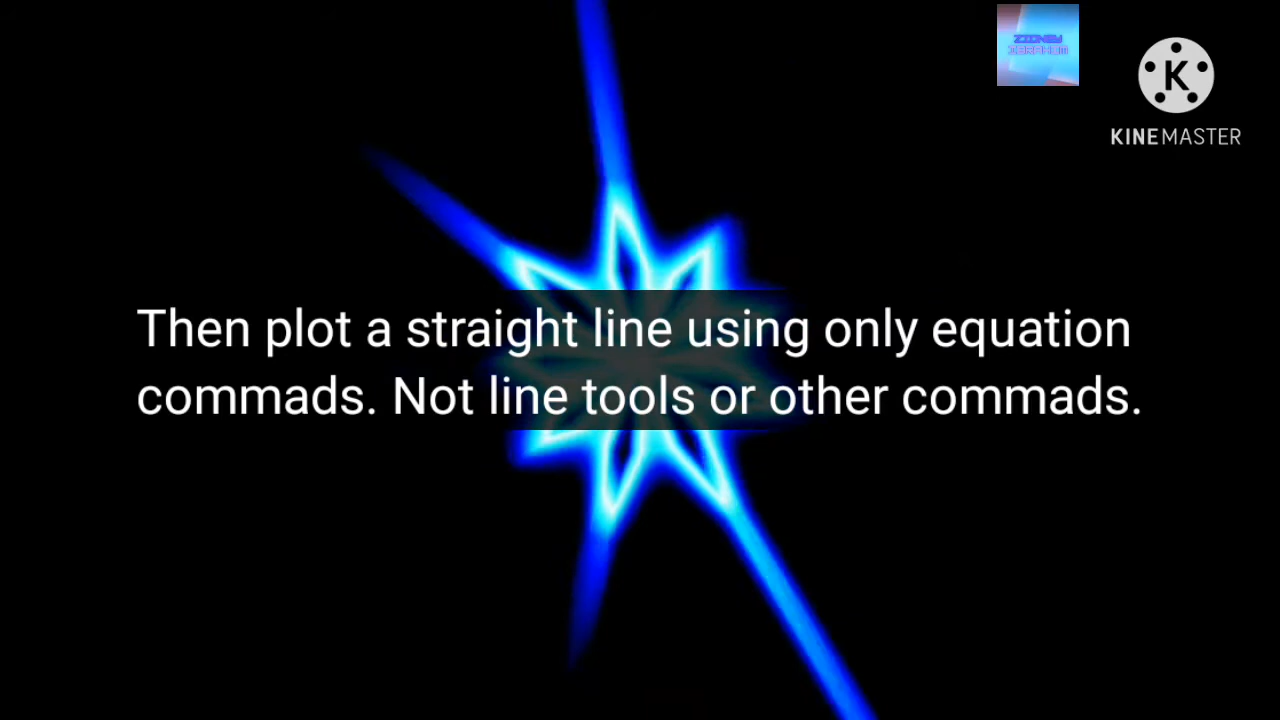 KINEMASTER
Then plot a straight line using only equation
commads. Not line tools or other commads.